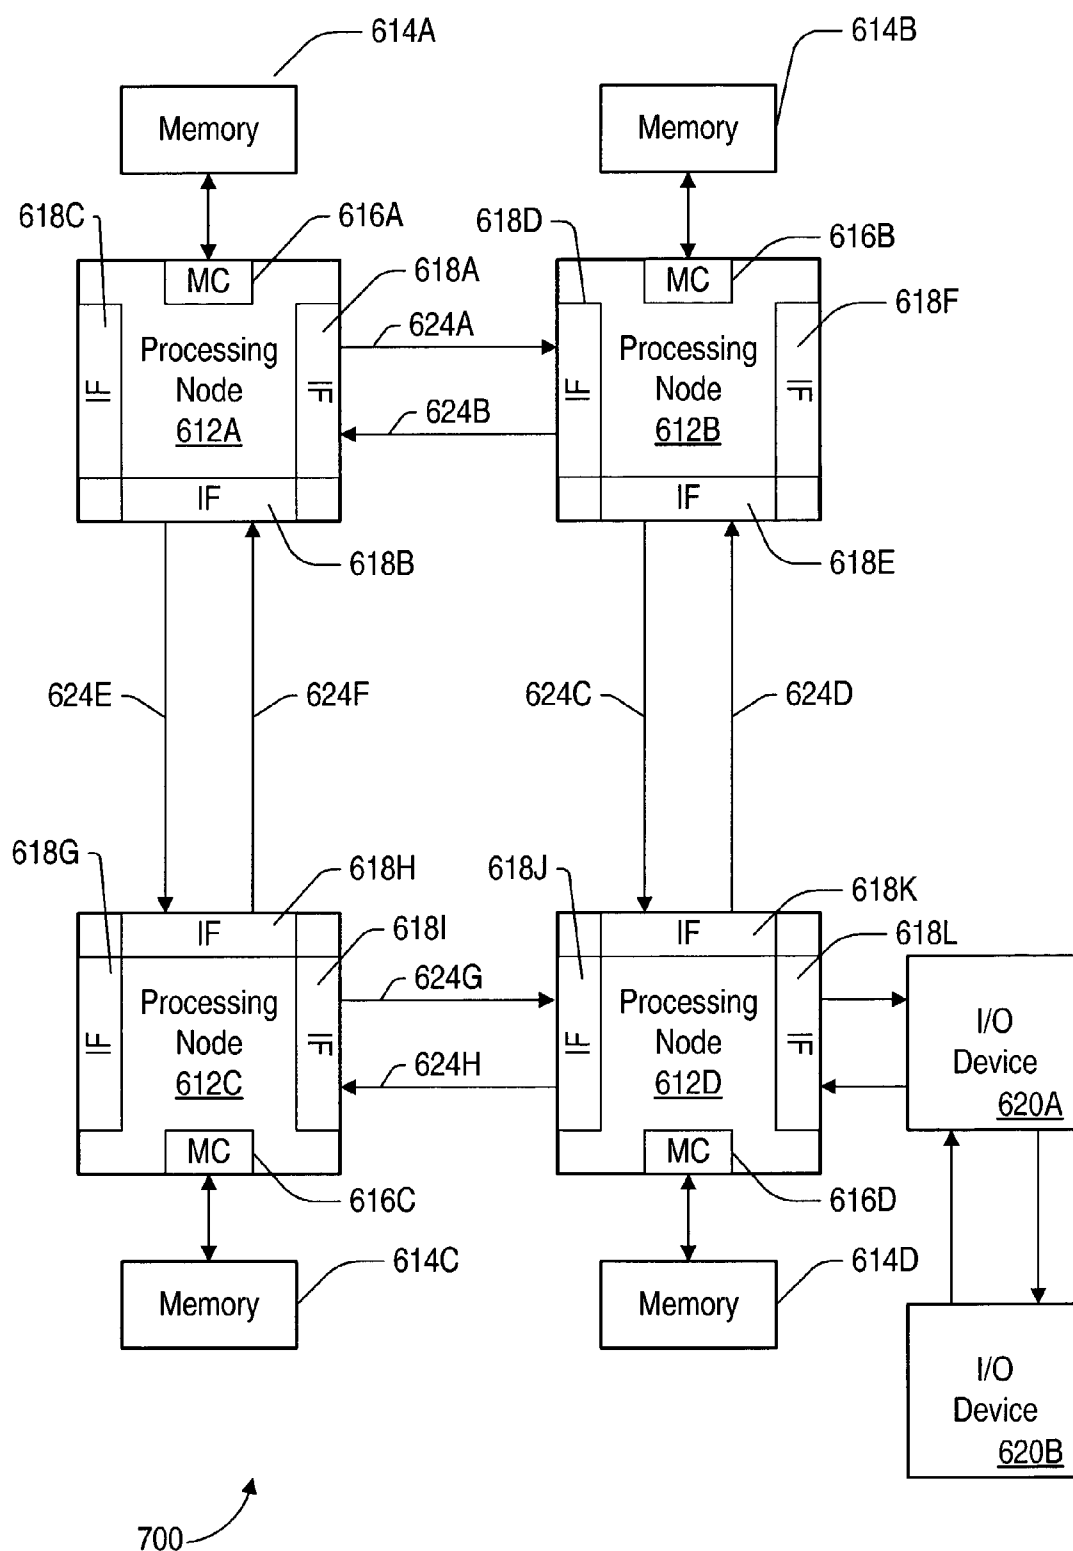 614A
614B
Memory
Memory
618C
616A
618D
616B
MC
618A
MC
618F
624A
Processing
Node
612A
IF
IF
Processing
Node
612B
IF
IF
624B
IF
IF
618B
618E
624E
624F
624C
624D
618G
618H
618J
618K
IF
618I
IF
618L
624G
Processing
Node
612C
IF
IF
Processing
Node
612D
IF
IF
I/O
Device
620A
624H
MC
MC
616C
616D
614C
614D
Memory
Memory
I/O
Device
620B
700